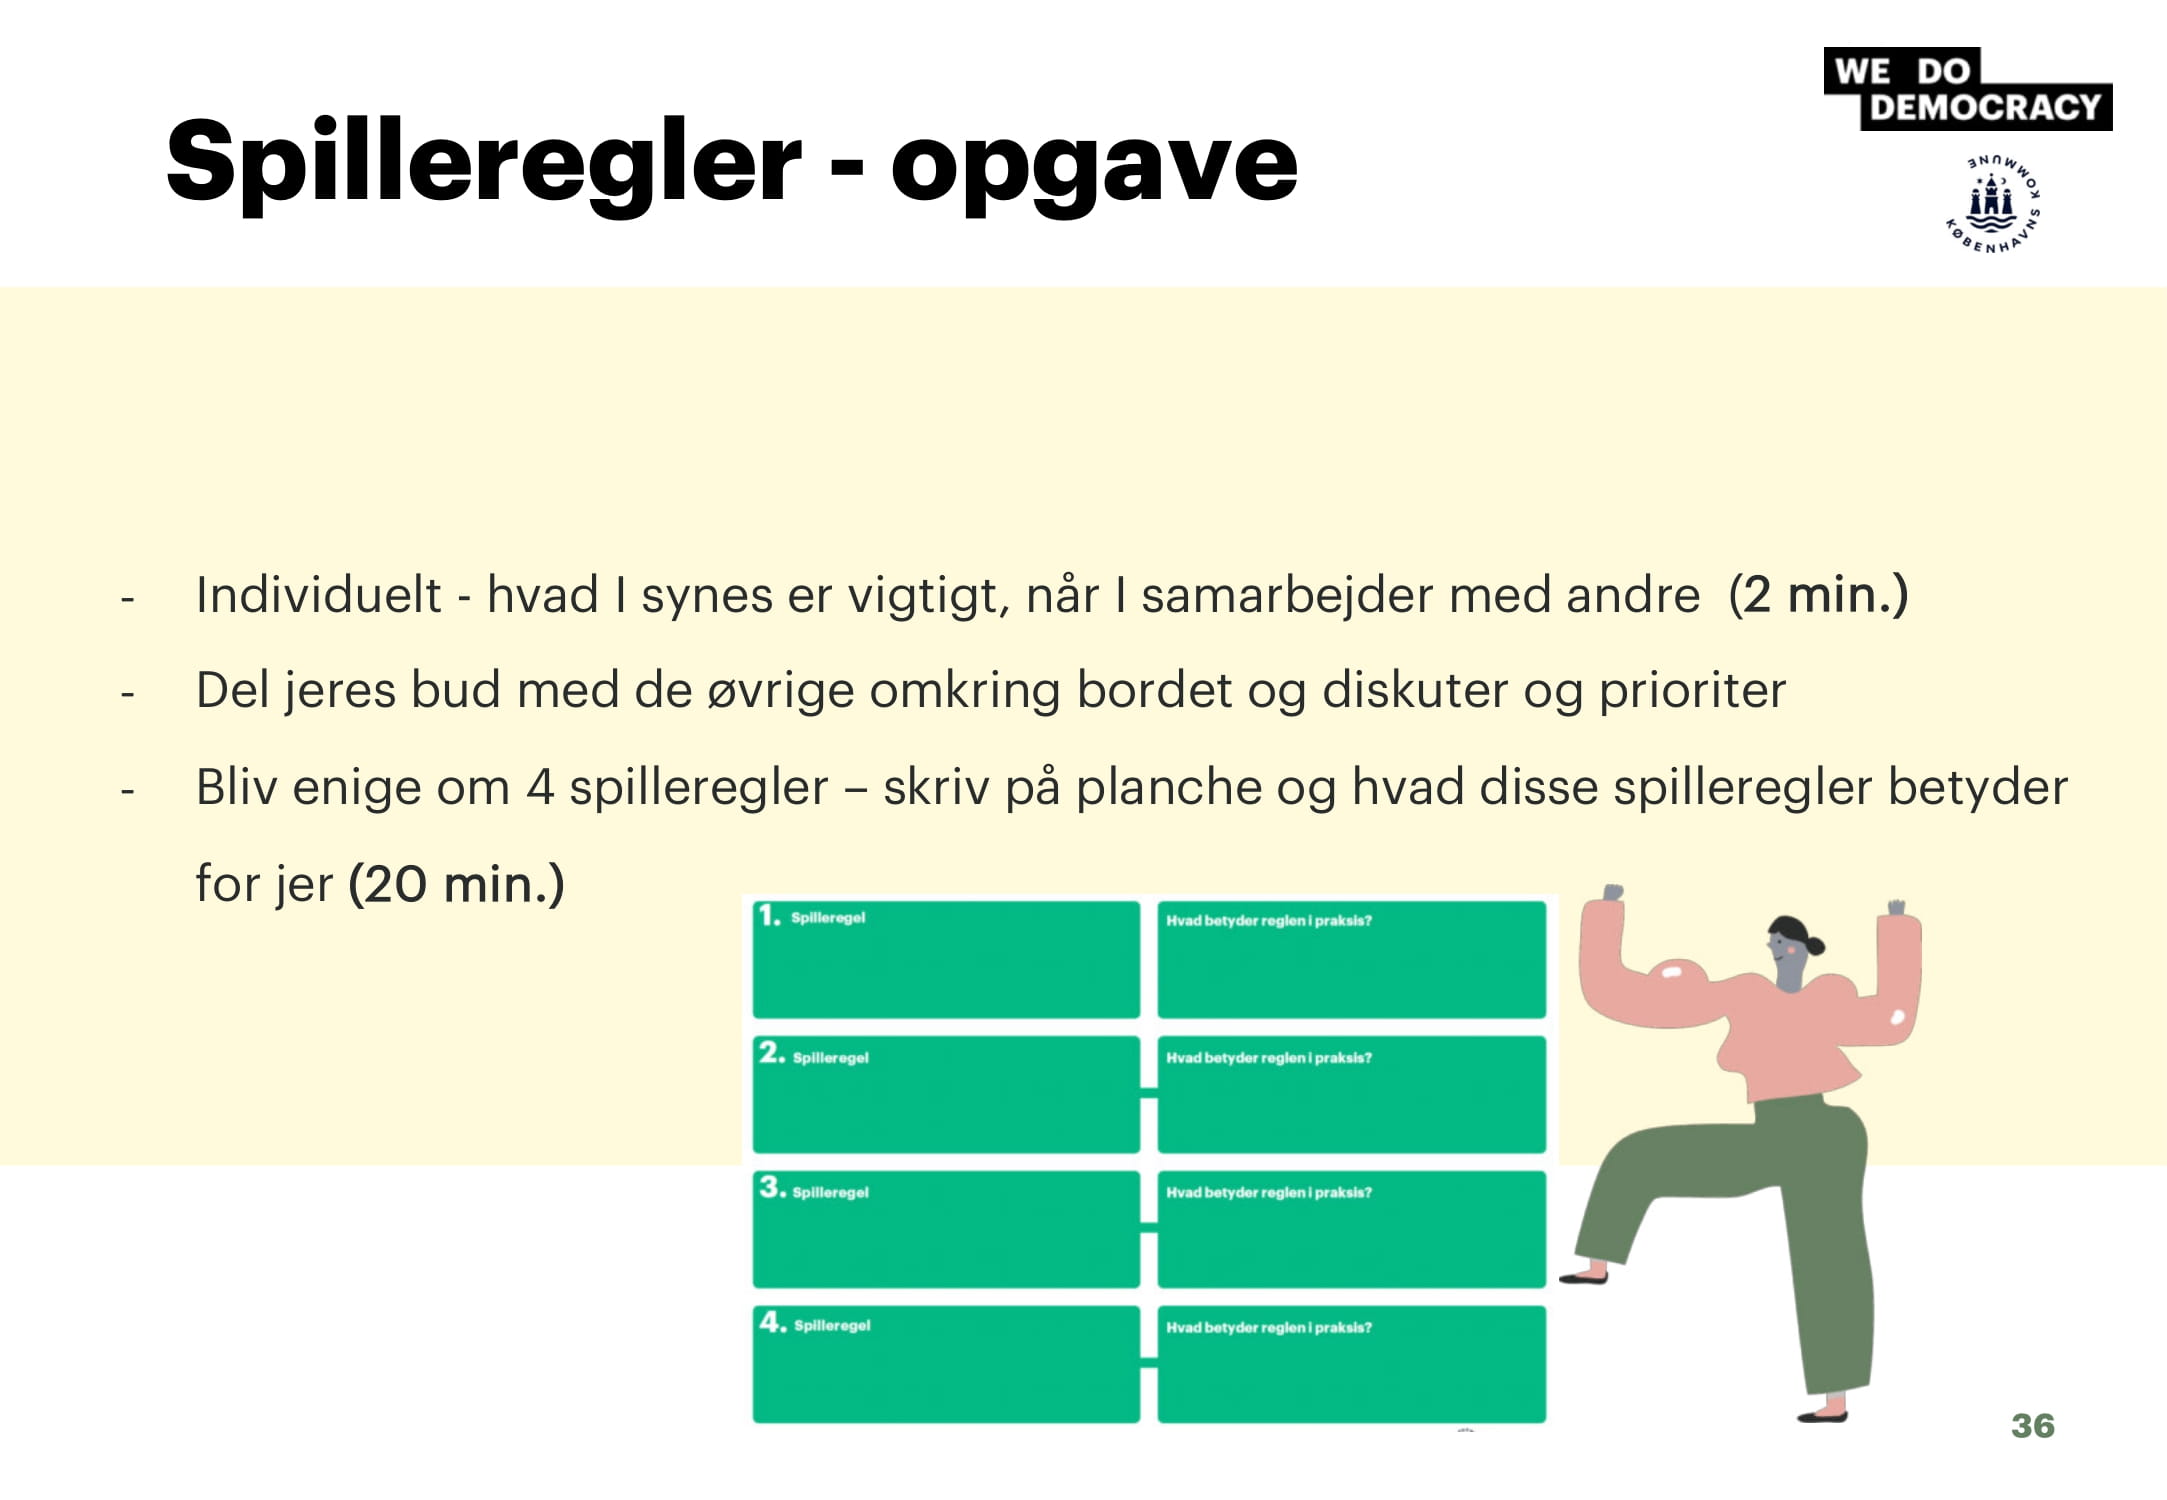 WE DO
DEMOCRACY
Spilleregler - opgave
KØBENHAVNS KOMMUNE
- Individuelt - hvad I synes er vigtigt, når I samarbejder med andre (2 min.)
- Del jeres bud med de øvrige omkring bordet og diskuter og prioriter
- Bliv enige om 4 spilleregler – skriv på planche og hvad disse spilleregler betyder
for jer (20 min.)
1. Spilleregel
Hvad betyder reglen i praksis?
2. Spilleregel
Hvad betyder reglen i praksis?
3. Spilleregel
Hvad betyder reglen i praksis?
4. Spilleregel
Hvad betyder reglen i praksis?
36